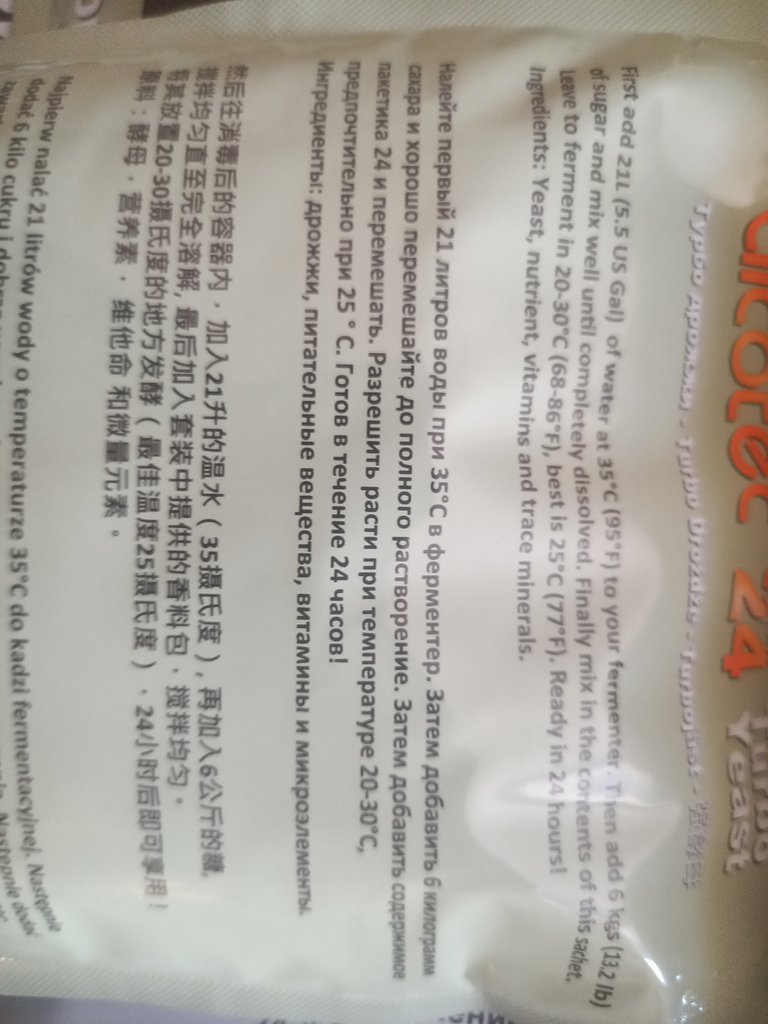 24 Turbo
Yeast
Турбо дрожжи - Turbo Drożdże -
First add 21L (5.5 US Gal) of water at 35°C (95°F) to your fermenter. Then add 6 kgs (13.2 lb)
of sugar and mix well until completely dissolved. Finally mix in the contents of this sachet.
Leave to ferment in 20-30°C (68-86°F), best is 25°C (77°F). Ready in 24 hours!
Ingredients: Yeast, nutrient, vitamins and trace minerals.
Налейте первый 21 литров воды при 35°C в ферментер. Затем добавить 6 килограмм
сахара и хорошо перемешайте до полного растворение. Затем добавить содержимое
пакетика 24 и перемешать. Разрешить расти при температуре 20-30°C,
предпочтительно при 25 ° C. Готов в течение 24 часов!
Ингредиенты: дрожжи, питательные вещества, витамины и микроэлементы.
然后往消毒后的容器内，加入21升的温水（35摄氏度）, 再加入6公斤的糖,
搅拌均匀直至完全溶解, 最后加入套装中提供的香料包、搅拌均匀。
将其放置20-30摄氏度的地方发酵（最佳温度25摄氏度）、24小时后即可享用！
原料：酵母，营养素， 维他命 和微量元素。
Najpierw nalać 21 litrów wody o temperaturze 35°C do kadzi fermentacyjnej. Następnie
dodać 6 kilo cukru i dobrze Następnie dodać